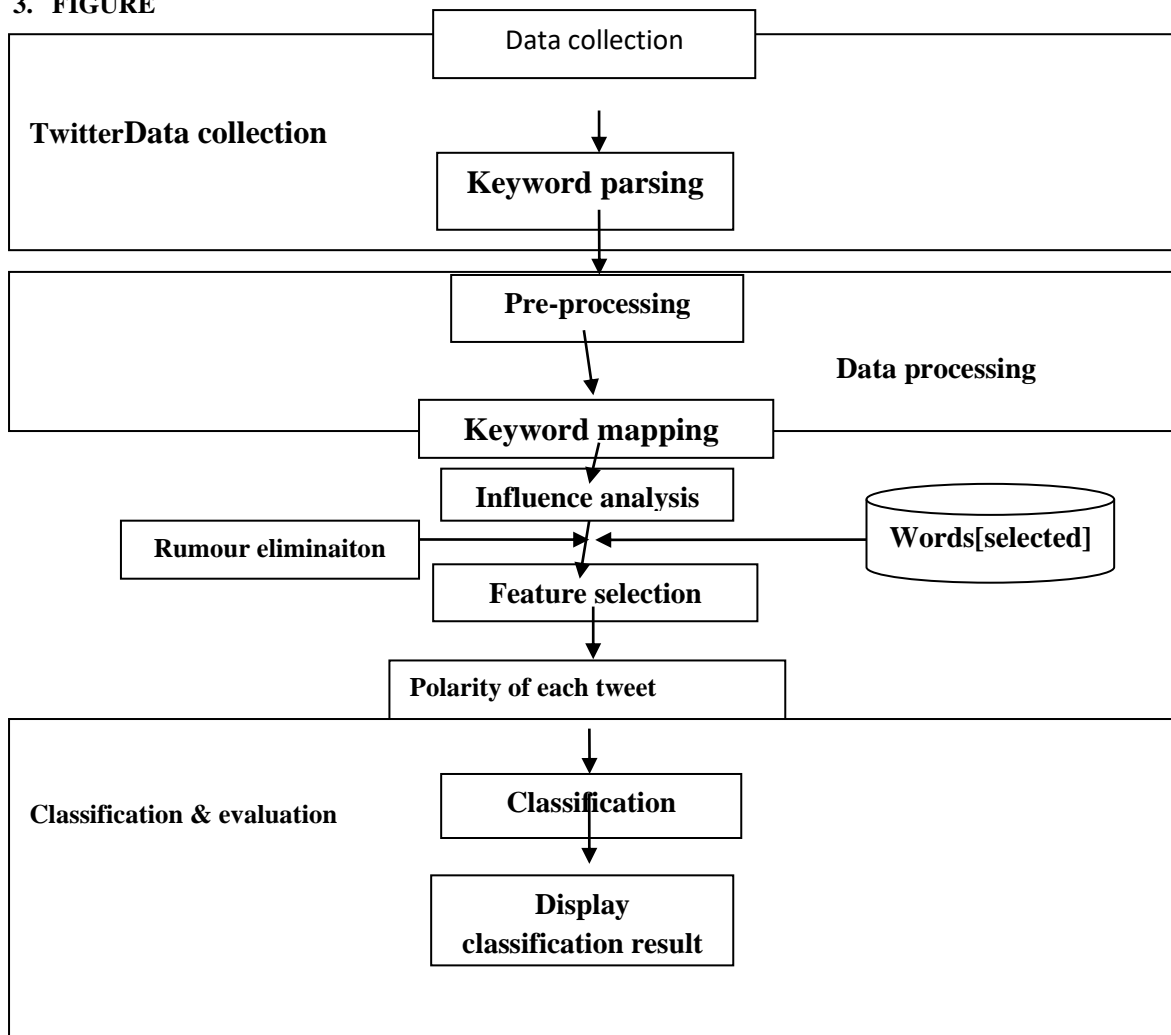 3. FIGURE
Data collection
TwitterData collection
Keyword parsing
Pre-processing
Data processing
Keyword mapping
Influence analysis
Rumour eliminaiton
Words[selected]
Feature selection
Polarity of each tweet
Classification
Classification & evaluation
Display
classification result